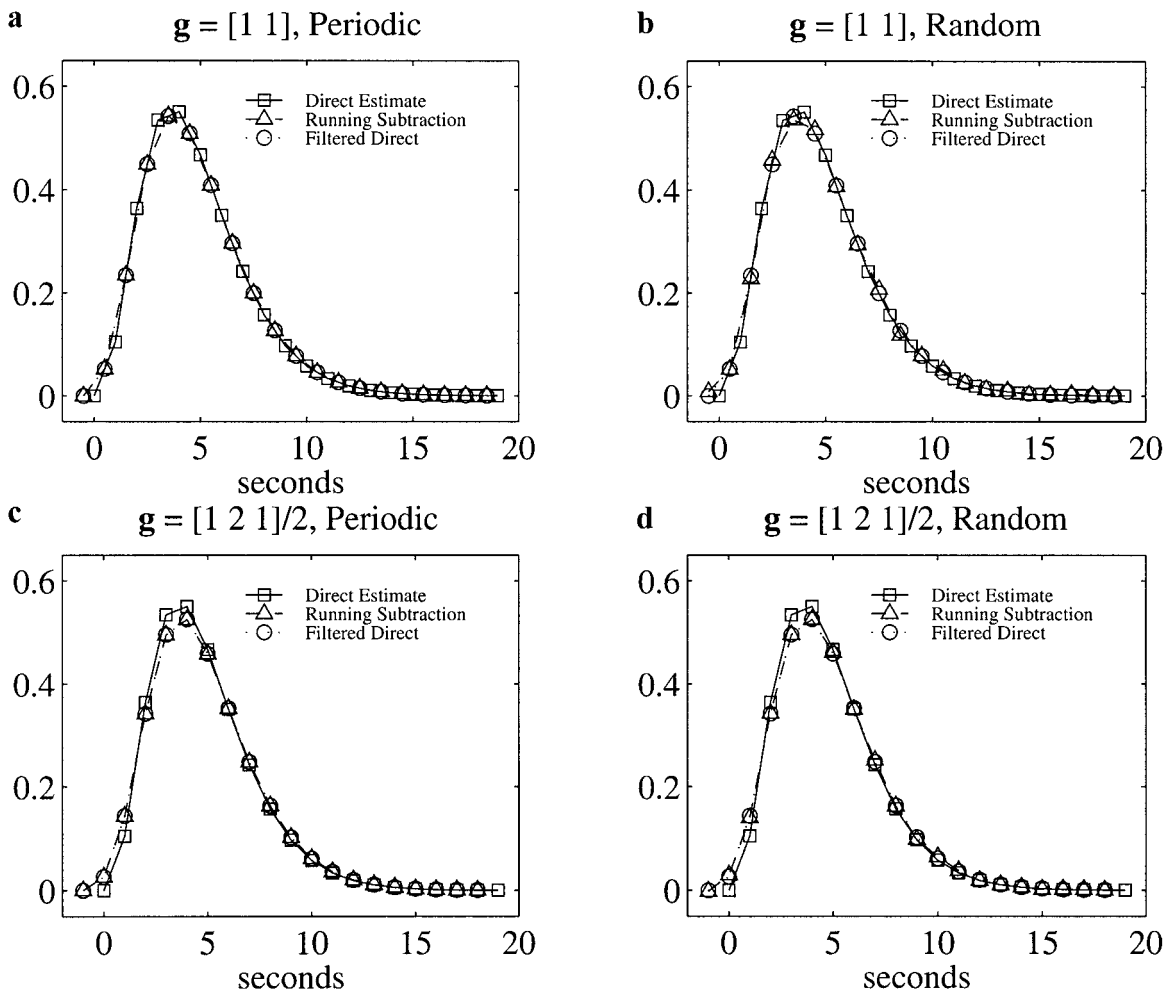 a
g = [1 1], Periodic
0.6
0.4
0.2
0
Direct Estimate
Running Subtraction
Filtered Direct
0 5 10 15 20
seconds
b
g = [1 1], Random
0.6
0.4
0.2
0
Direct Estimate
Running Subtraction
Filtered Direct
0 5 10 15 20
seconds
c
g = [1 2 1]/2, Periodic
0.6
0.4
0.2
0
Direct Estimate
Running Subtraction
Filtered Direct
0 5 10 15 20
seconds
d
g = [1 2 1]/2, Random
0.6
0.4
0.2
0
Direct Estimate
Running Subtraction
Filtered Direct
0 5 10 15 20
seconds